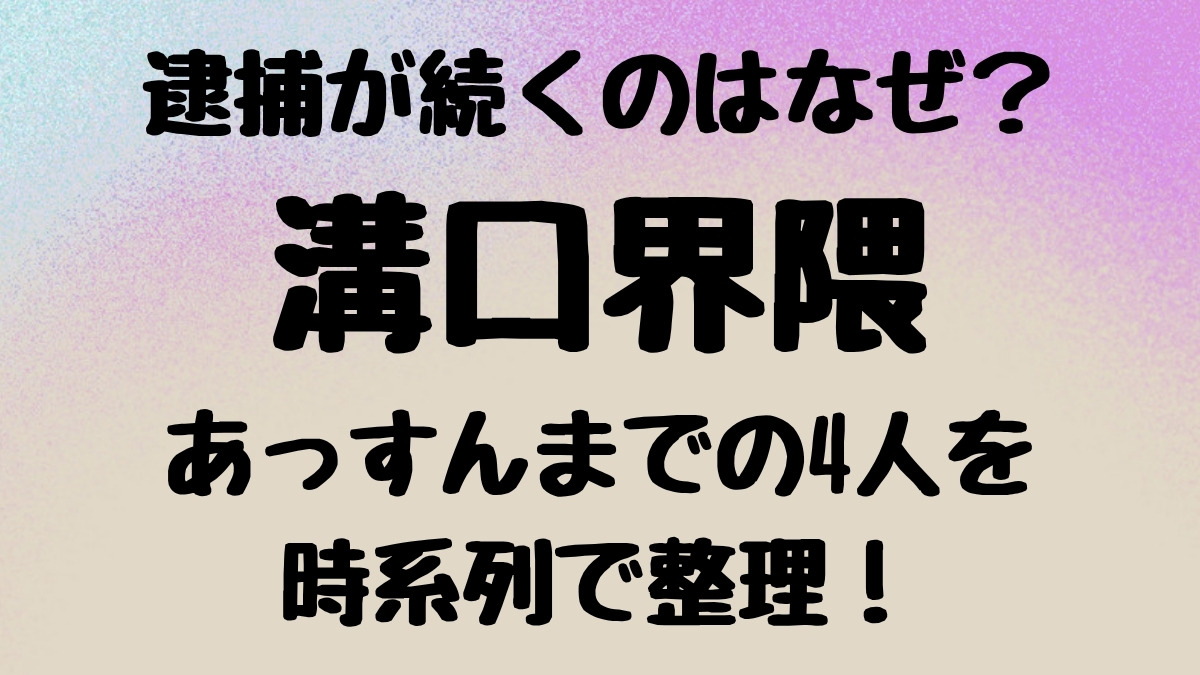 逮捕が続くのはなぜ？
溝口界隈
あっすんまでの4人を
時系列で整理！